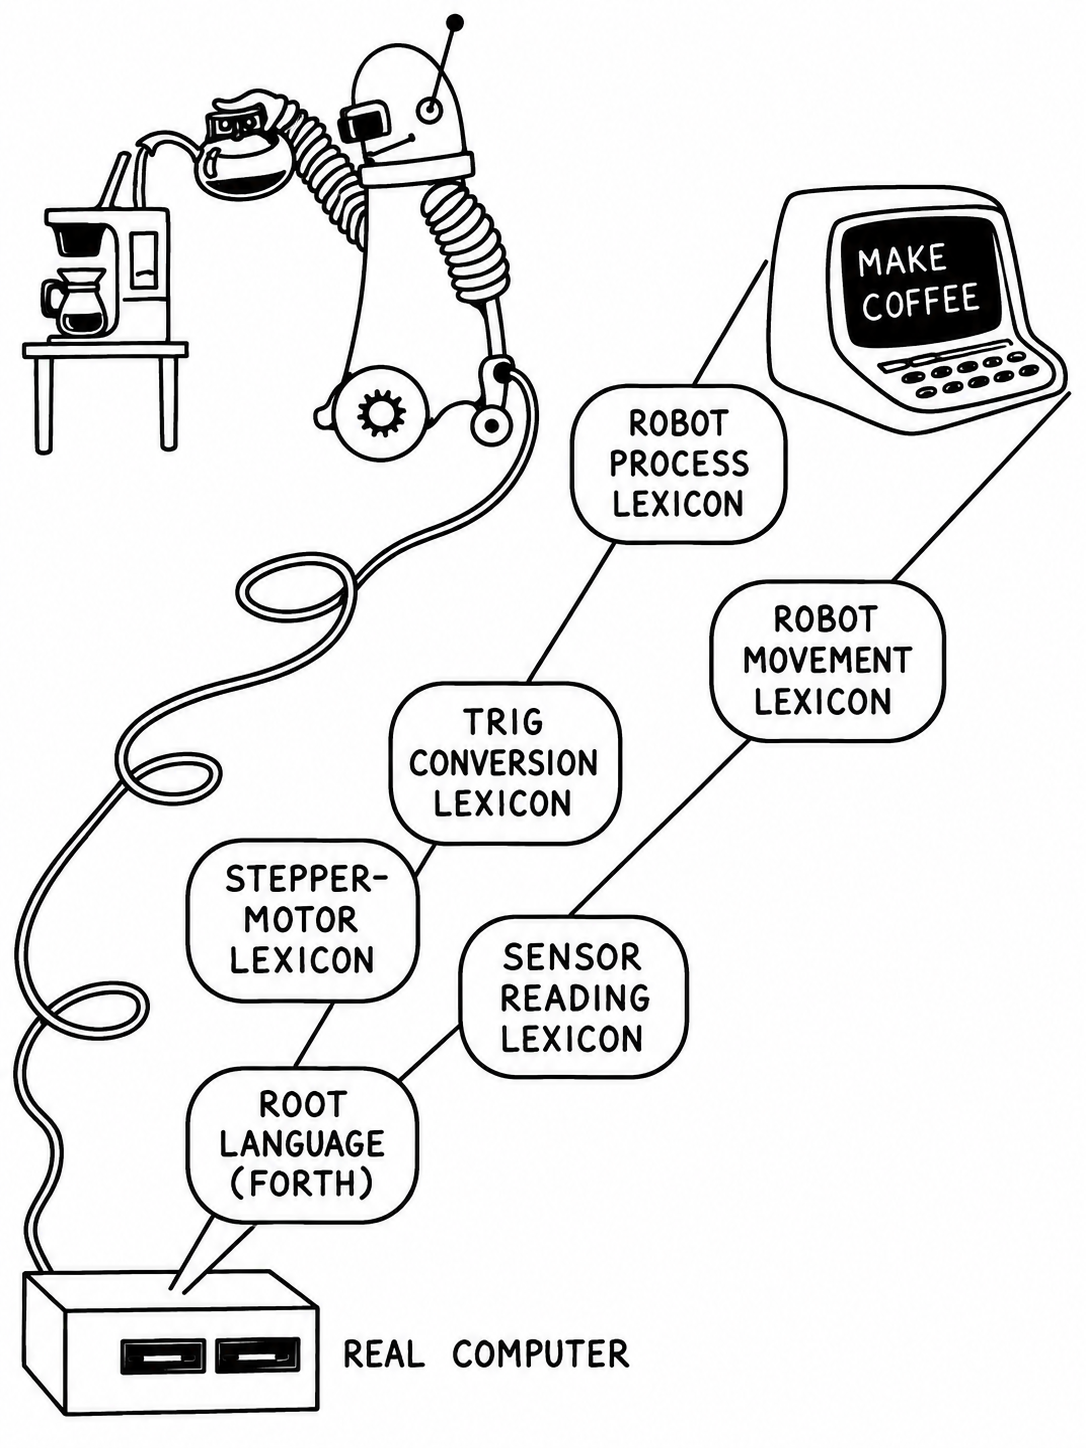 MAKE
COFFEE
ROBOT
PROCESS
LEXICON
ROBOT
MOVEMENT
LEXICON
TRIG
CONVERSION
LEXICON
STEPPER-
MOTOR
LEXICON
SENSOR
READING
LEXICON
ROOT
LANGUAGE
(FORTH)
REAL COMPUTER